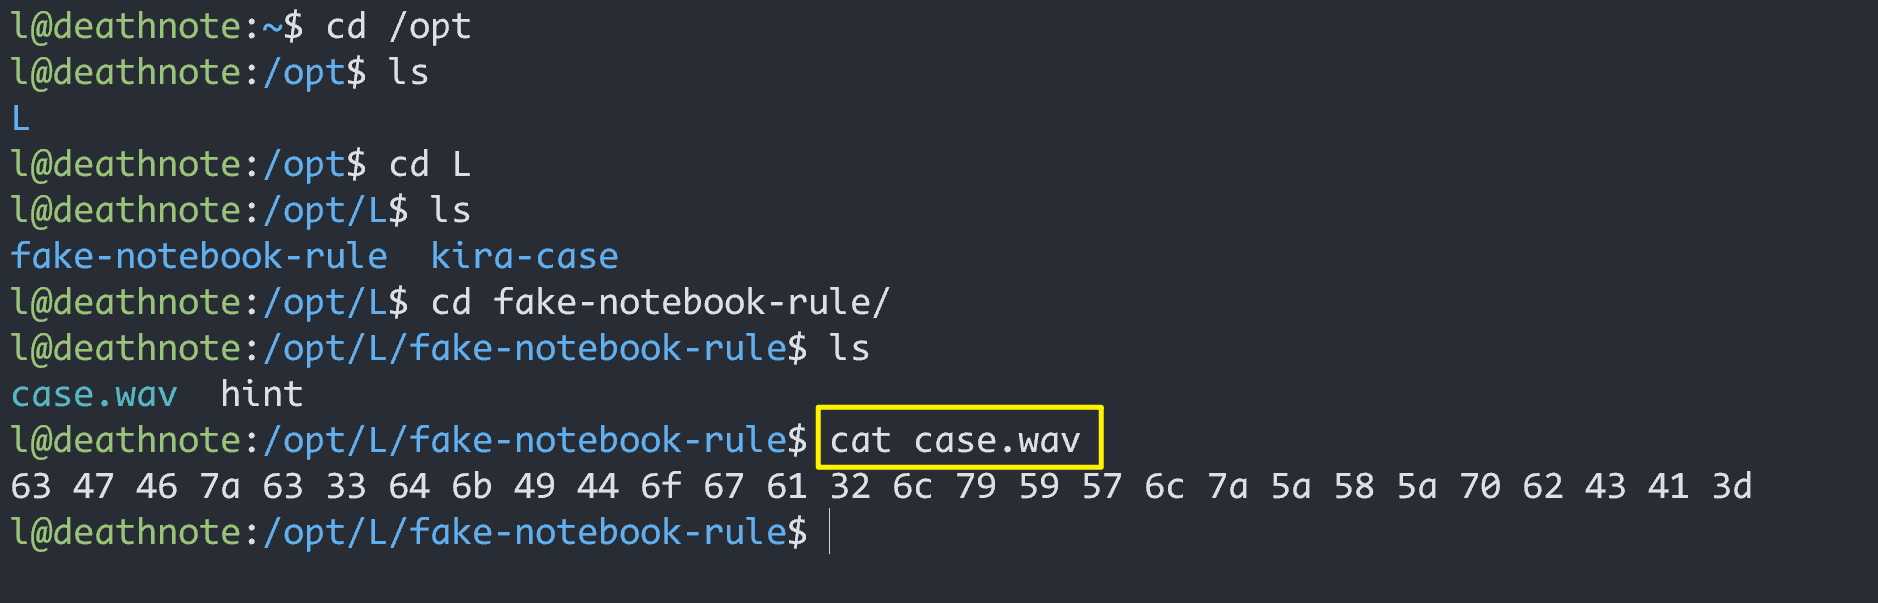 l@deathnote:~$ cd /opt
l@deathnote:/opt$ ls
L
l@deathnote:/opt$ cd L
l@deathnote:/opt/L$ ls
fake-notebook-rule  kira-case
l@deathnote:/opt/L$ cd fake-notebook-rule/
l@deathnote:/opt/L/fake-notebook-rule$ ls
case.wav  hint
l@deathnote:/opt/L/fake-notebook-rule$ cat case.wav
63 47 46 7a 63 33 64 6b 49 44 6f 67 61 32 6c 79 59 57 6c 7a 5a 58 5a 70 62 43 41 3d
l@deathnote:/opt/L/fake-notebook-rule$